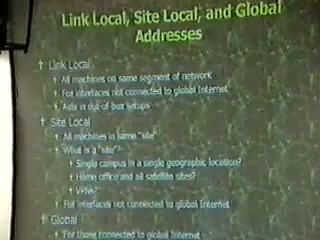 Link Local, Site Local, and Global
Addresses
Link Local
All machines on same segment of network
For interfaces not connected to global Internet
Aids in out-of-box setups
Site Local
All machines in same "site"
What is a "site"?
Single campus in a single geographic location?
Home office and all satellite sites?
For interfaces not connected to global Internet
Global
For those connected to global Internet